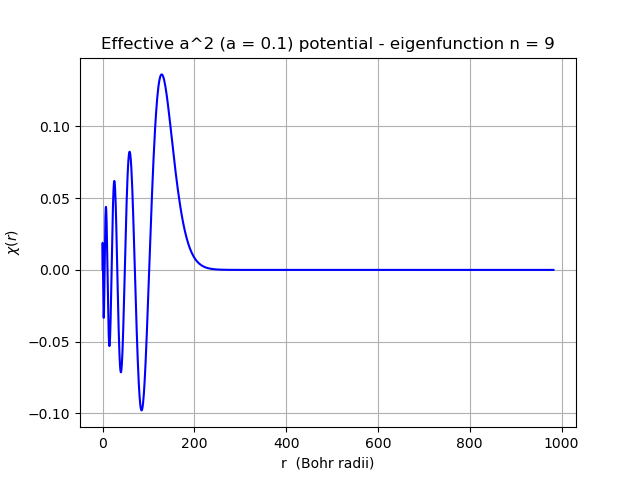 Effective a^2 (a = 0.1) potential - eigenfunction n = 9
0.10
0.05
0.00
−0.05
−0.10
χ(r)
0 200 400 600 800 1000
r (Bohr radii)